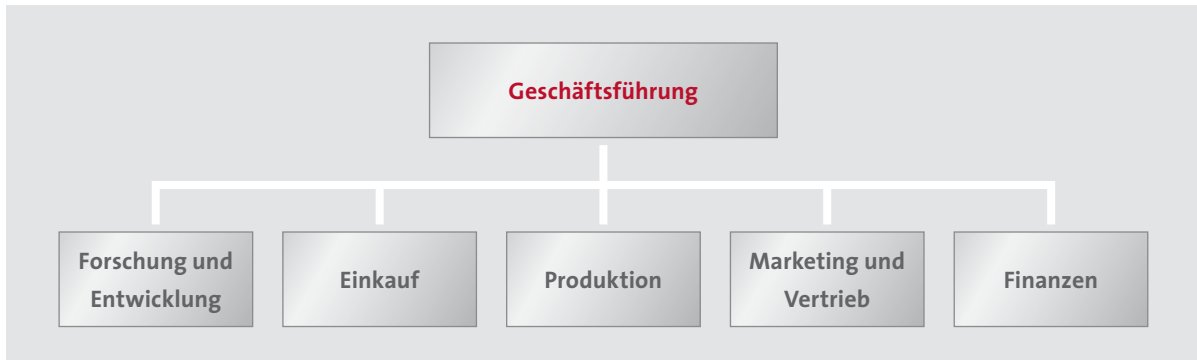 Geschäftsführung
Forschung und
Entwicklung
Einkauf
Produktion
Marketing und
Vertrieb
Finanzen